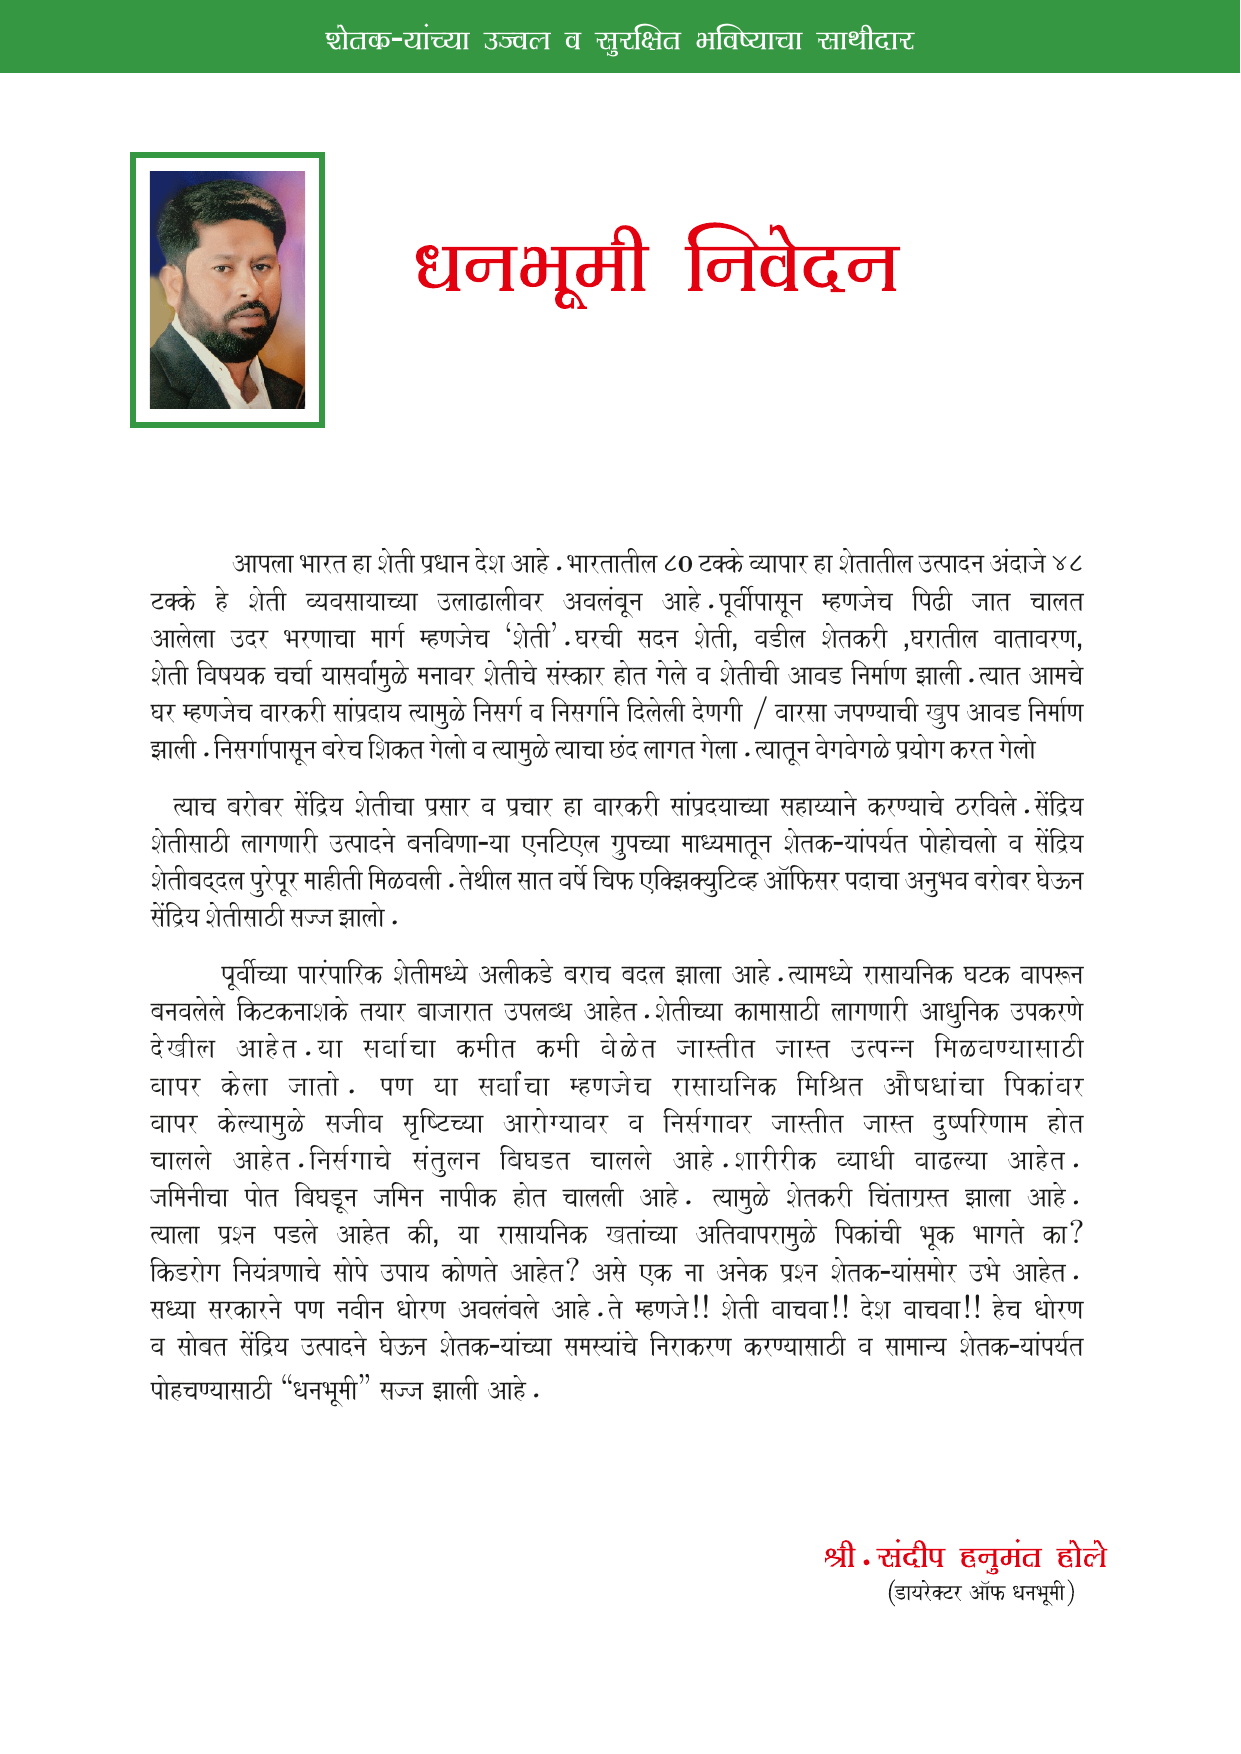 शेतक-यांच्या उज्वल व सुरक्षित भविष्याचा साथीदार
धनभूमी निवेदन
आपला भारत हा शेती प्रधान देश आहे. भारतातील ८० टक्के व्यापार हा शेतातील उत्पादन अंदाजे ४८
टक्के हे शेती व्यवसायाच्या उलाढालीवर अवलंबून आहे. पूर्वीपासून म्हणजेच पिढी जात चालत
आलेला उदर भरणाचा मार्ग म्हणजेच ‘शेती’. घरची सदन शेती, वडील शेतकरी ,घरातील वातावरण,
शेती विषयक चर्चा यासर्वांमुळे मनावर शेतीचे संस्कार होत गेले व शेतीची आवड निर्माण झाली. त्यात आमचे
घर म्हणजेच वारकरी सांप्रदाय त्यामुळे निसर्ग व निसर्गाने दिलेली देणगी / वारसा जपण्याची खुप आवड निर्माण
झाली. निसर्गापासून बरेच शिकत गेलो व त्यामुळे त्याचा छंद लागत गेला. त्यातून वेगवेगळे प्रयोग करत गेलो
त्याच बरोबर सेंद्रिय शेतीचा प्रसार व प्रचार हा वारकरी सांप्रदयाच्या सहाय्याने करण्याचे ठरविले. सेंद्रिय
शेतीसाठी लागणारी उत्पादने बनविणा-या एनटिएल ग्रुपच्या माध्यमातून शेतक-यांपर्यत पोहोचलो व सेंद्रिय
शेतीबद्दल पुरेपूर माहीती मिळवली. तेथील सात वर्षे चिफ एक्झिक्युटिव्ह ऑफिसर पदाचा अनुभव बरोबर घेऊन
सेंद्रिय शेतीसाठी सज्ज झालो.
पूर्वीच्या पारंपारिक शेतीमध्ये अलीकडे बराच बदल झाला आहे. त्यामध्ये रासायनिक घटक वापरून
बनवलेले किटकनाशके तयार बाजारात उपलब्ध आहेत. शेतीच्या कामासाठी लागणारी आधुनिक उपकरणे
देखील आहेत. या सर्वाचा कमीत कमी वेळेत जास्तीत जास्त उत्पन्न मिळवण्यासाठी
वापर केला जातो. पण या सर्वांचा म्हणजेच रासायनिक मिश्रित औषधांचा पिकांवर
वापर केल्यामुळे सजीव सृष्टिच्या आरोग्यावर व निर्सगावर जास्तीत जास्त दुष्परिणाम होत
चालले आहेत. निर्सगाचे संतुलन बिघडत चालले आहे. शारीरीक व्याधी वाढल्या आहेत.
जमिनीचा पोत बिघडून जमिन नापीक होत चालली आहे. त्यामुळे शेतकरी चिंताग्रस्त झाला आहे.
त्याला प्रश्न पडले आहेत की, या रासायनिक खतांच्या अतिवापरामुळे पिकांची भूक भागते का?
किडरोग नियंत्रणाचे सोपे उपाय कोणते आहेत? असे एक ना अनेक प्रश्न शेतक-यांसमोर उभे आहेत.
सध्या सरकारने पण नवीन धोरण अवलंबले आहे. ते म्हणजे!! शेती वाचवा!! देश वाचवा!! हेच धोरण
व सोबत सेंद्रिय उत्पादने घेऊन शेतक-यांच्या समस्यांचे निराकरण करण्यासाठी व सामान्य शेतक-यांपर्यत
पोहचण्यासाठी “धनभूमी” सज्ज झाली आहे.
श्री. संदीप हनुमंत होले
(डायरेक्टर ऑफ धनभूमी)